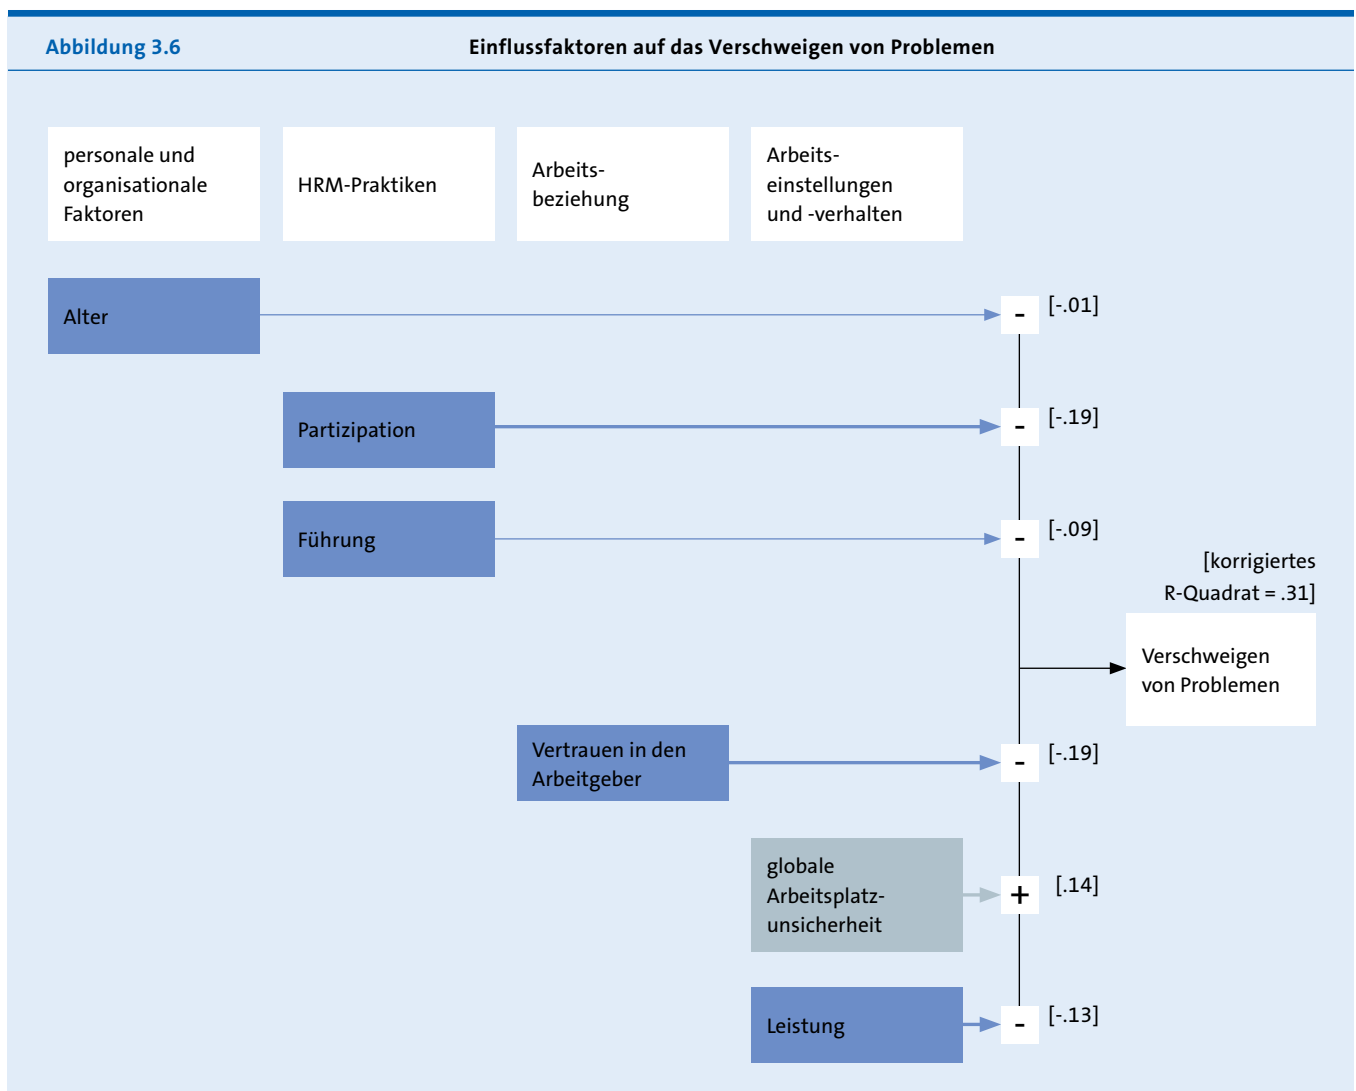 Abbildung 3.6
Einflussfaktoren auf das Verschweigen von Problemen
personale und
organisationale
Faktoren
HRM-Praktiken
Arbeits-
beziehung
Arbeits-
einstellungen
und -verhalten
Alter
-
[-.01]
Partizipation
-
[-.19]
Führung
-
[-.09]
[korrigiertes
R-Quadrat = .31]
Verschweigen
von Problemen
Vertrauen in den
Arbeitgeber
-
[-.19]
globale
Arbeitsplatz-
unsicherheit
+
[.14]
Leistung
-
[-.13]